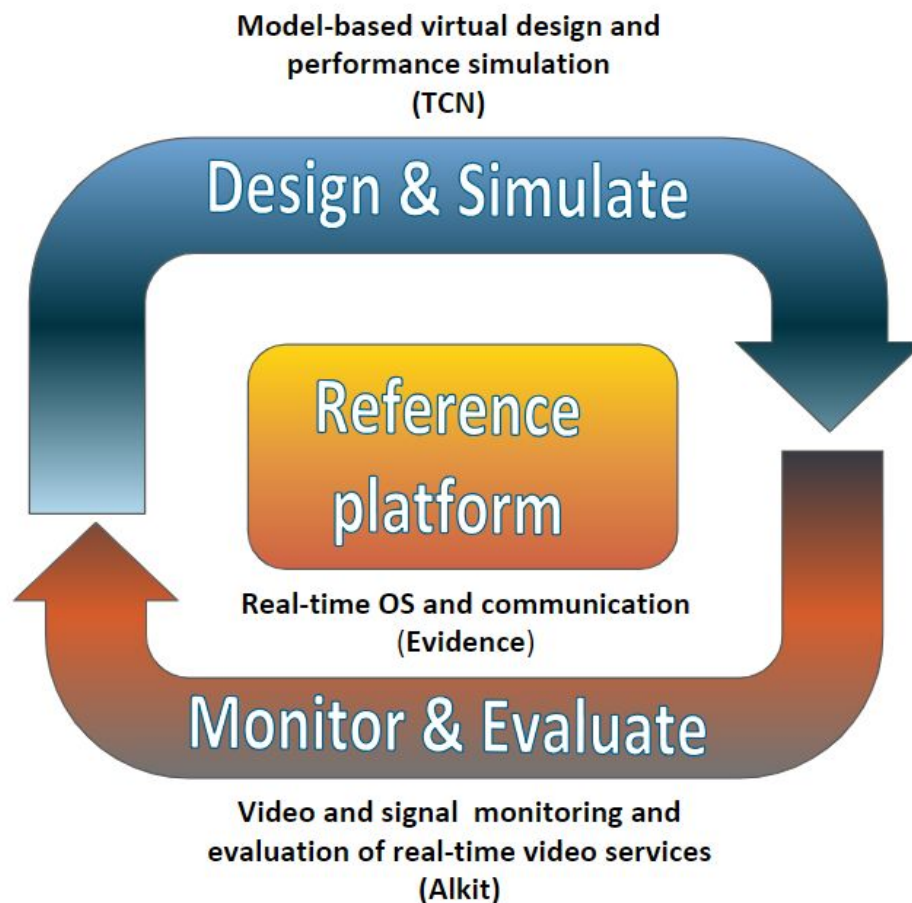 Model-based virtual design and
performance simulation
(TCN)
Design & Simulate
Reference
platform
Real-time OS and communication
(Evidence)
Monitor & Evaluate
Video and signal monitoring and
evaluation of real-time video services
(Alkit)